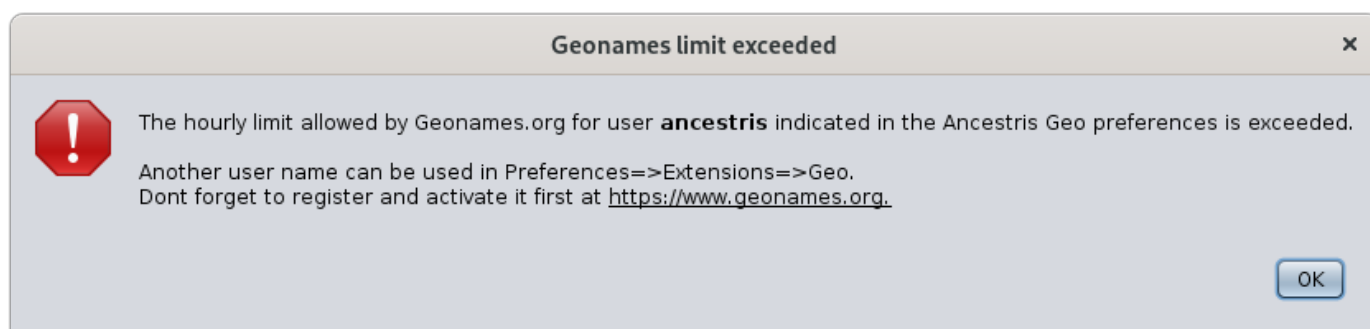 Geonames limit exceeded
The hourly limit allowed by Geonames.org for user ancestris indicated in the Ancestris Geo preferences is exceeded.
Another user name can be used in Preferences=>Extensions=>Geo.
Dont forget to register and activate it first at https://www.geonames.org.
OK